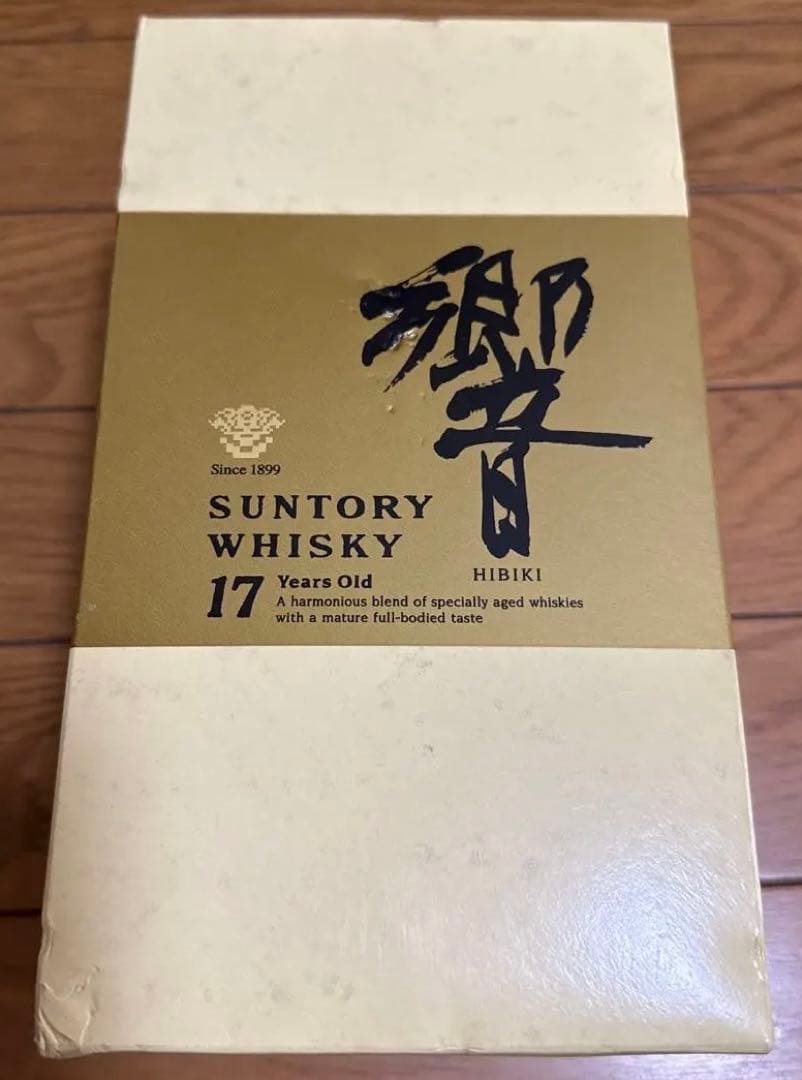 響
Since 1899
SUNTORY
WHISKY
HIBIKI
17 Years Old
A harmonious blend of specially aged whiskies
with a mature full-bodied taste